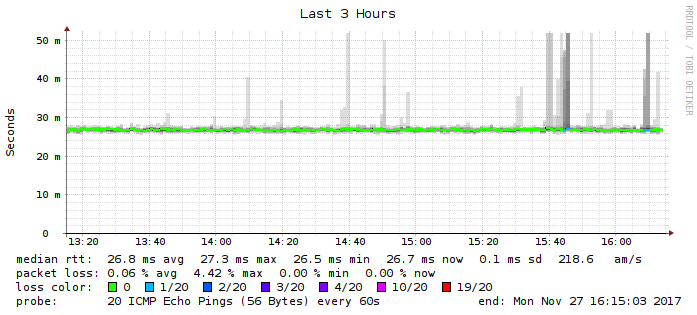 Last 3 Hours
RRDTOOL / TOBI OETIKER
Seconds
50 m
40 m
30 m
20 m
10 m
0
13:20 13:40 14:00 14:20 14:40 15:00 15:20 15:40 16:00
median rtt: 26.8 ms avg 27.3 ms max 26.5 ms min 26.7 ms now 0.1 ms sd 218.6 am/s
packet loss: 0.06 % avg 4.42 % max 0.00 % min 0.00 % now
loss color: 0 1/20 2/20 3/20 4/20 10/20 19/20
probe: 20 ICMP Echo Pings (56 Bytes) every 60s end: Mon Nov 27 16:15:03 2017